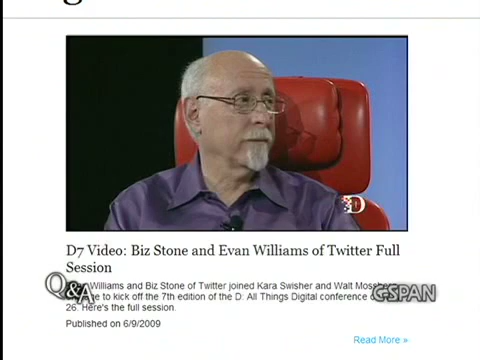 D
D7 Video: Biz Stone and Evan Williams of Twitter Full
Session
Williams and Biz Stone of Twitter joined Kara Swisher and Walt
to kick off the 7th edition of the D: All Things Digital conference
26. Here's the full session.
Q&A
C-SPAN
Published on 6/9/2009
Read More »